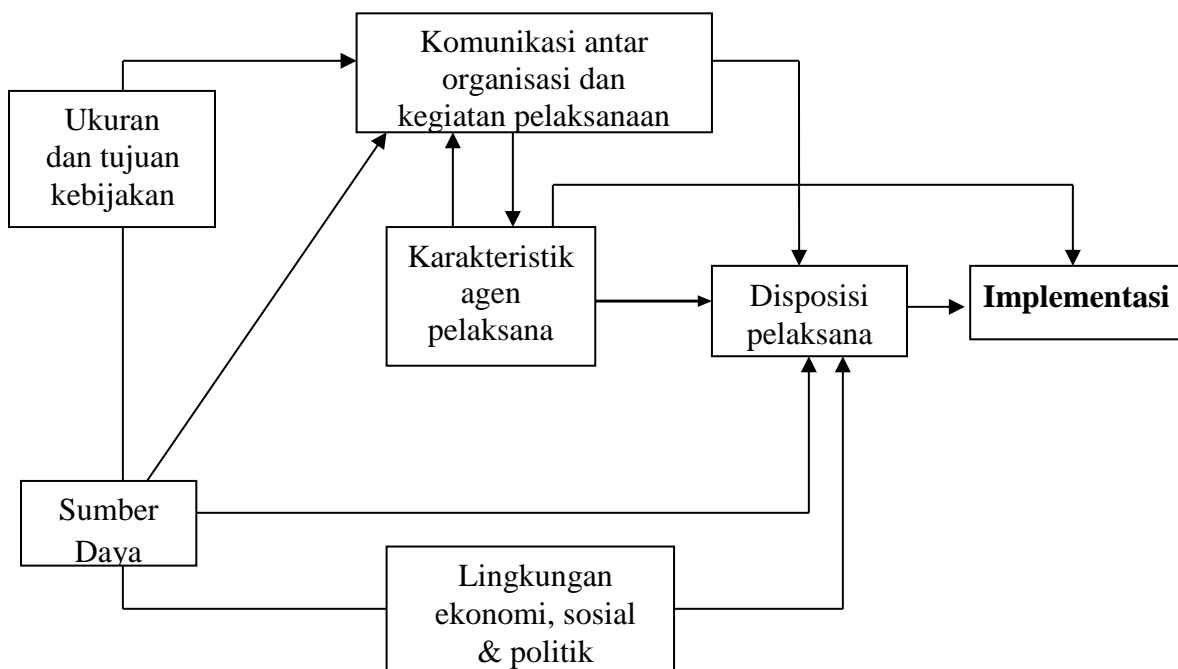 Komunikasi antar
organisasi dan
kegiatan pelaksanaan
Ukuran
dan tujuan
kebijakan
Karakteristik
agen
pelaksana
Disposisi
pelaksana
Implementasi
Sumber
Daya
Lingkungan
ekonomi, sosial
& politik